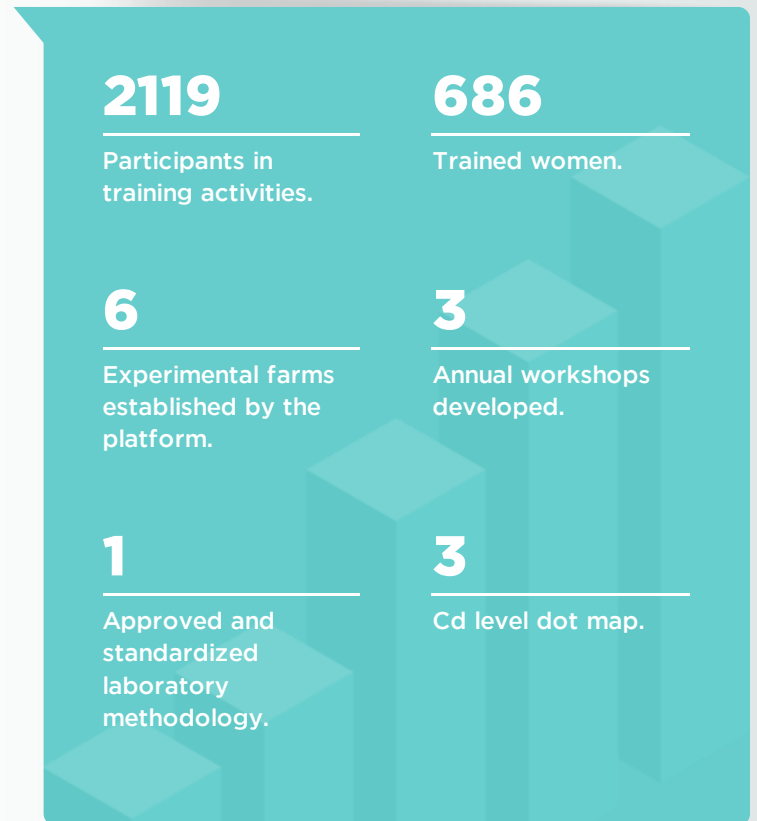 2119
Participants in
training activities.
686
Trained women.
6
Experimental farms
established by the
platform.
3
Annual workshops
developed.
1
Approved and
standardized
laboratory
methodology.
3
Cd level dot map.